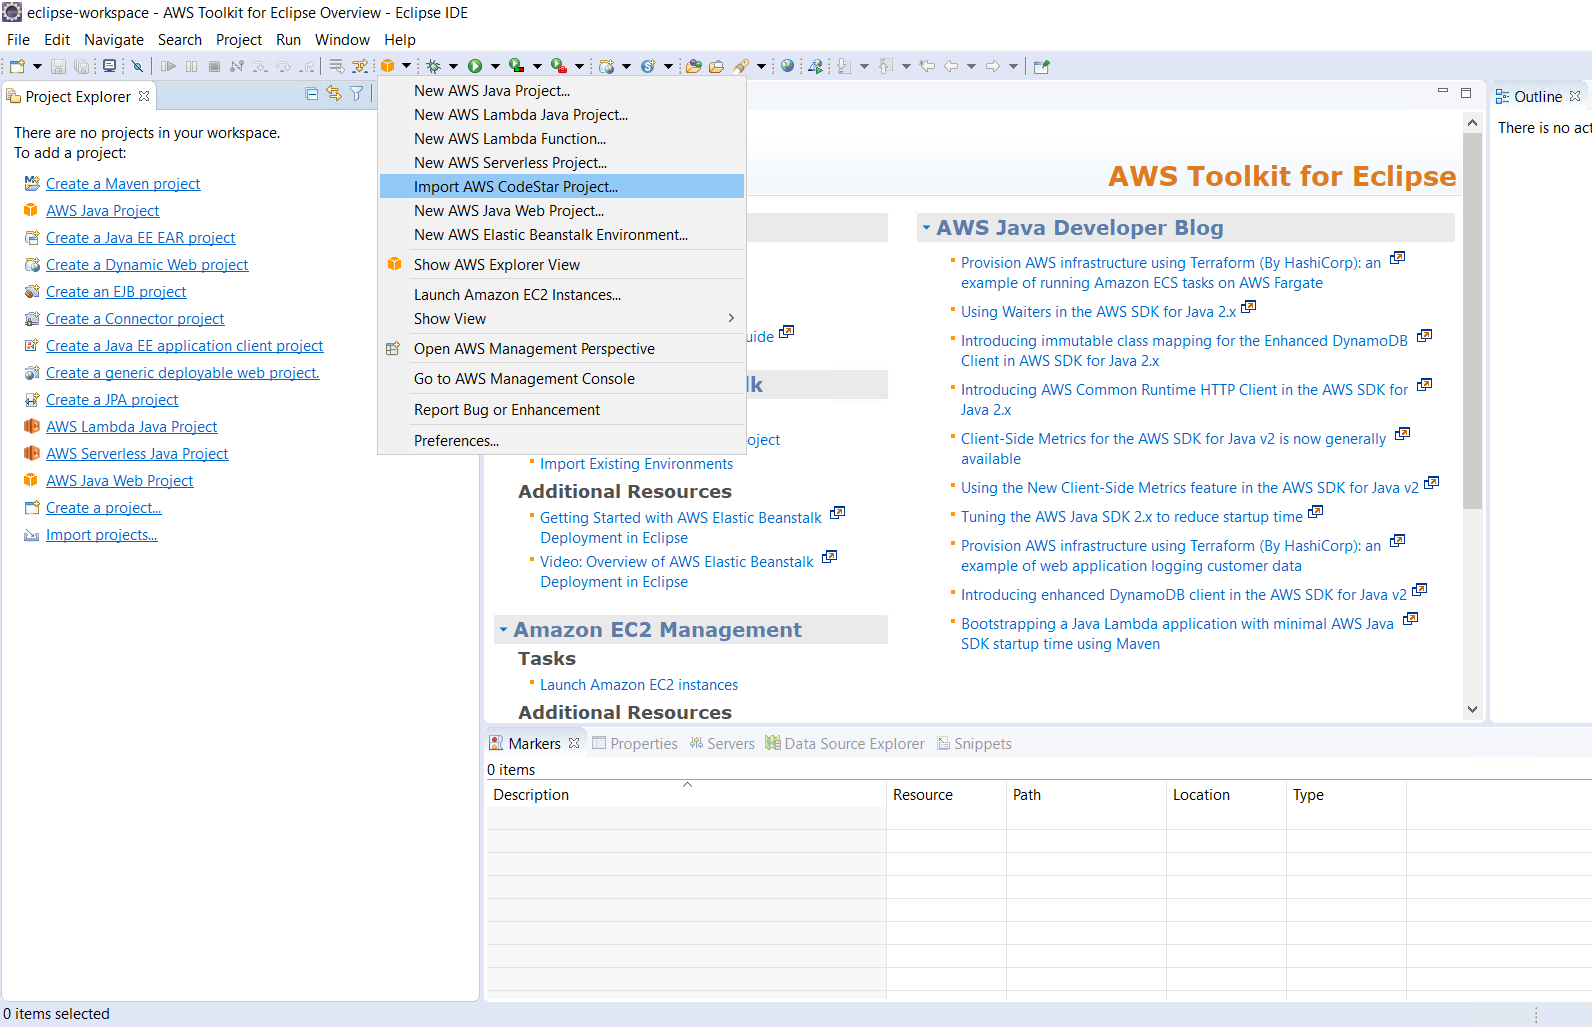 eclipse-workspace - AWS Toolkit for Eclipse Overview - Eclipse IDE
File Edit Navigate Search Project Run Window Help
Project Explorer
There are no projects in your workspace.
To add a project:
Create a Maven project
AWS Java Project
Create a Java EE EAR project
Create a Dynamic Web project
Create an EJB project
Create a Connector project
Create a Java EE application client project
Create a generic deployable web project.
Create a JPA project
AWS Lambda Java Project
AWS Serverless Java Project
AWS Java Web Project
Create a project...
Import projects...
New AWS Java Project...
New AWS Lambda Java Project...
New AWS Lambda Function...
New AWS Serverless Project...
Import AWS CodeStar Project...
New AWS Java Web Project...
New AWS Elastic Beanstalk Environment...
Show AWS Explorer View
Launch Amazon EC2 Instances...
Show View
Open AWS Management Perspective
Go to AWS Management Console
Report Bug or Enhancement
Preferences...
uide
lk
oject
Import Existing Environments
Additional Resources
Getting Started with AWS Elastic Beanstalk
Deployment in Eclipse
Video: Overview of AWS Elastic Beanstalk
Deployment in Eclipse
Amazon EC2 Management
Tasks
Launch Amazon EC2 instances
Additional Resources
AWS Toolkit for Eclipse
AWS Java Developer Blog
Provision AWS infrastructure using Terraform (By HashiCorp): an
example of running Amazon ECS tasks on AWS Fargate
Using Waiters in the AWS SDK for Java 2.x
Introducing immutable class mapping for the Enhanced DynamoDB
Client in AWS SDK for Java 2.x
Introducing AWS Common Runtime HTTP Client in the AWS SDK for
Java 2.x
Client-Side Metrics for the AWS SDK for Java v2 is now generally
available
Using the New Client-Side Metrics feature in the AWS SDK for Java v2
Tuning the AWS Java SDK 2.x to reduce startup time
Provision AWS infrastructure using Terraform (By HashiCorp): an
example of web application logging customer data
Introducing enhanced DynamoDB client in the AWS SDK for Java v2
Bootstrapping a Java Lambda application with minimal AWS Java
SDK startup time using Maven
Outline
There is no act
Markers Properties Servers Data Source Explorer Snippets
0 items
Description Resource Path Location Type
0 items selected